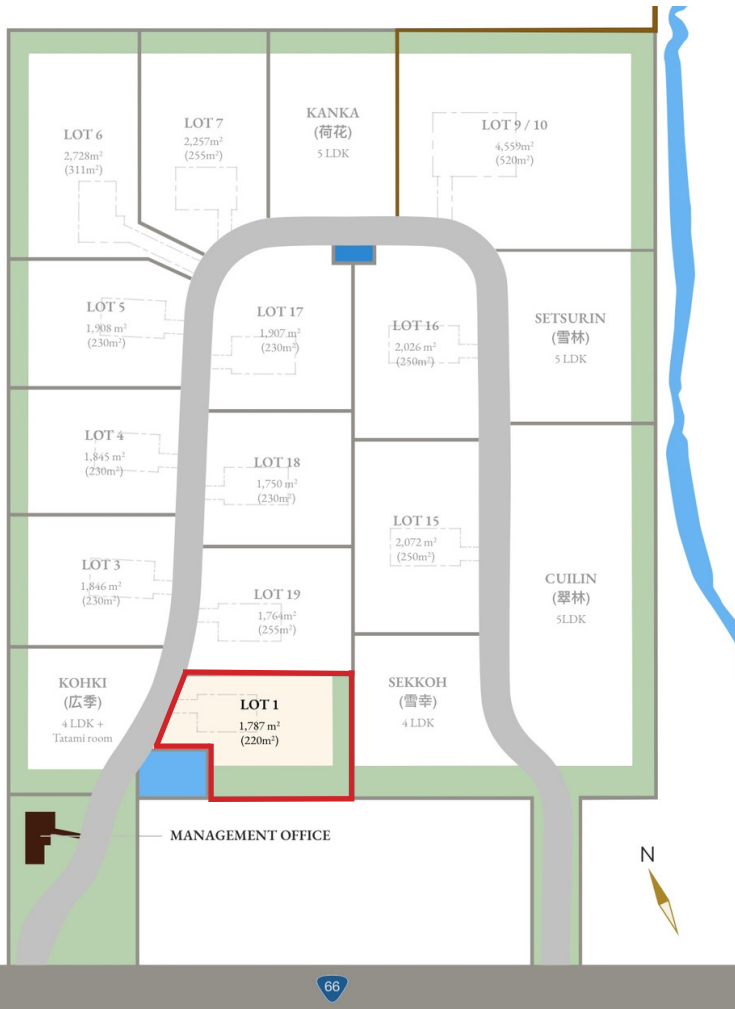 LOT 6
2,728m²
(311m²)
LOT 7
2,257m²
(255m²)
KANKA
(荷花)
5 LDK
LOT 9 / 10
4,559m²
(520m²)
LOT 5
1,908 m²
(230m²)
LOT 17
1,907 m²
(230m²)
LOT 16
2,026 m²
(250m²)
SETSURIN
(雪林)
5 LDK
LOT 4
1,845 m²
(230m²)
LOT 18
1,750 m²
(230m²)
LOT 15
2,072 m²
(250m²)
LOT 3
1,846 m²
(230m²)
LOT 19
1,764m²
(255m²)
CUILIN
(翠林)
5LDK
KOHKI
(広季)
4 LDK +
Tatami room
LOT 1
1,787 m²
(220m²)
SEKKOH
(雪幸)
4 LDK
MANAGEMENT OFFICE
N
66